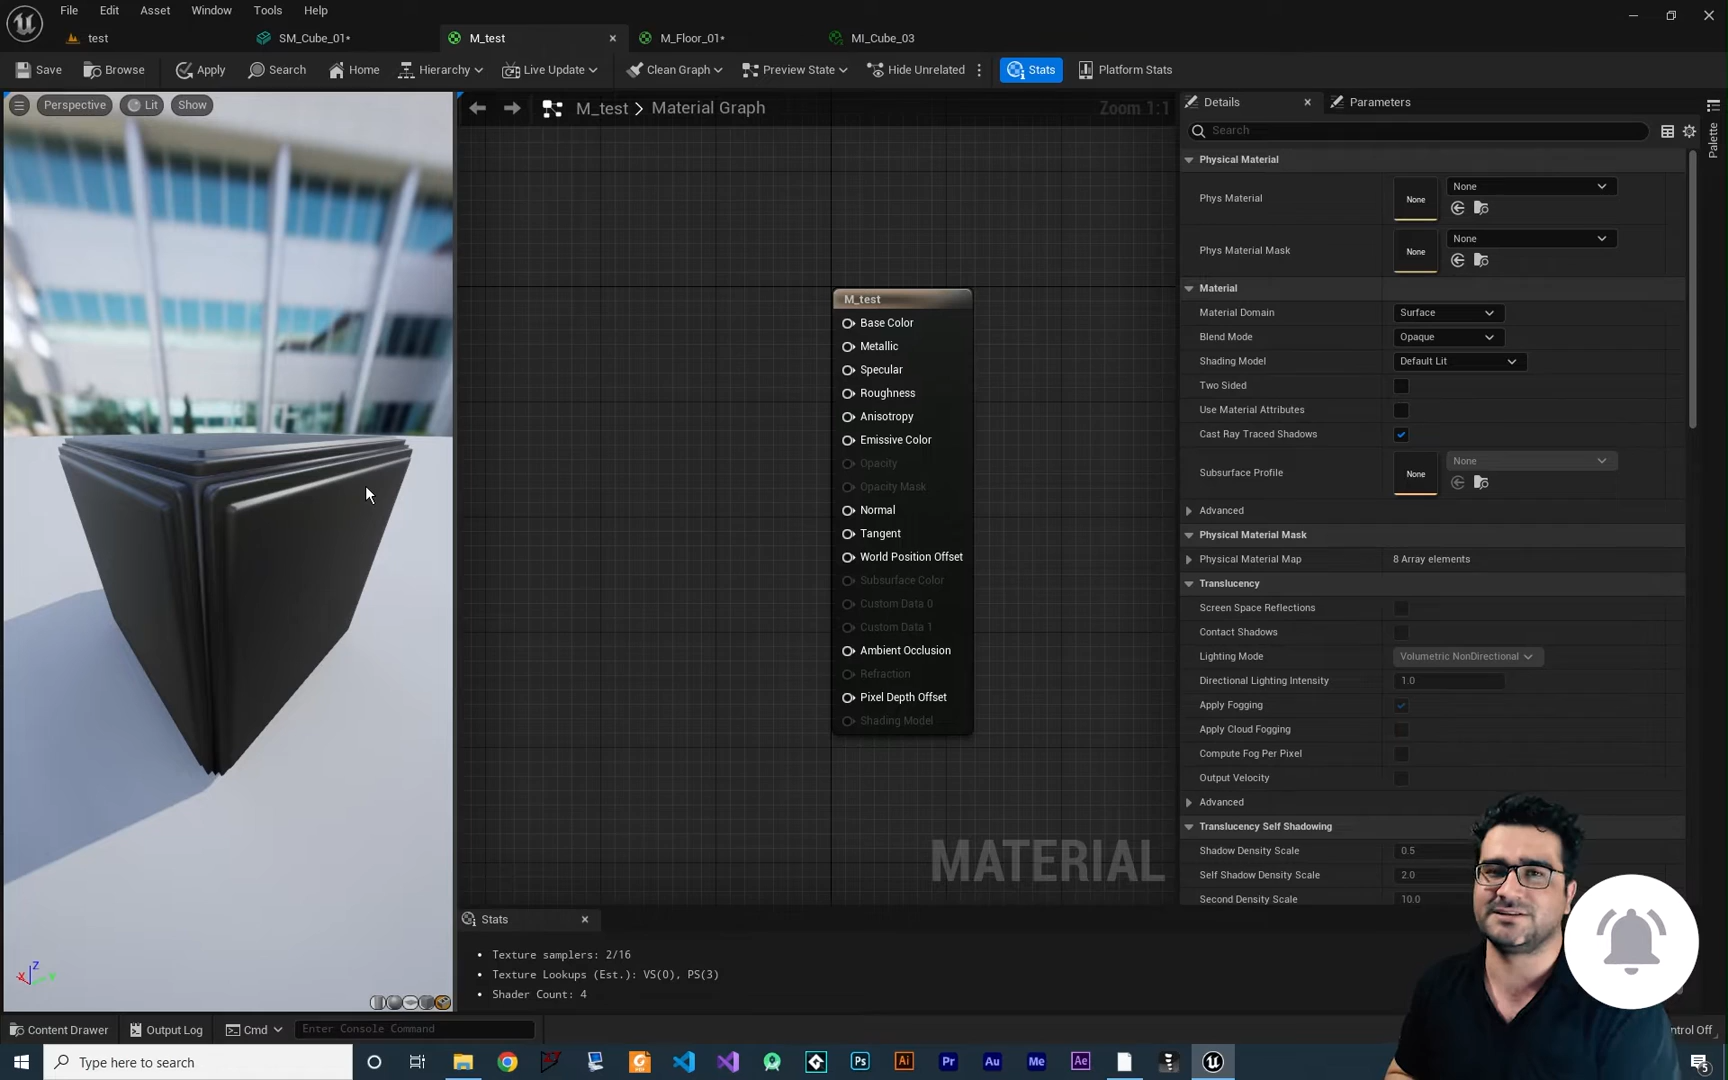 File Edit Asset Window Tools Help
test SM_Cube_01* M_test M_Floor_01* MI_Cube_03
Save Browse Apply Search Home Hierarchy Live Update Clean Graph Preview State Hide Unrelated Stats Platform Stats
Perspective Lit Show
M_test > Material Graph
Zoom 1:1
M_test
Base Color
Metallic
Specular
Roughness
Anisotropy
Emissive Color
Opacity
Opacity Mask
Normal
Tangent
World Position Offset
Subsurface Color
Custom Data 0
Custom Data 1
Ambient Occlusion
Refraction
Pixel Depth Offset
Shading Model
MATERIAL
Details Parameters
Palette
Search
Physical Material
Phys Material None None
Phys Material Mask None None
Material
Material Domain Surface
Blend Mode Opaque
Shading Model Default Lit
Two Sided
Use Material Attributes
Cast Ray Traced Shadows
Subsurface Profile None None
Advanced
Physical Material Mask
Physical Material Map 8 Array elements
Translucency
Screen Space Reflections
Contact Shadows
Lighting Mode Volumetric NonDirectional
Directional Lighting Intensity 1.0
Apply Fogging
Apply Cloud Fogging
Compute Fog Per Pixel
Output Velocity
Advanced
Translucency Self Shadowing
Shadow Density Scale 0.5
Self Shadow Density Scale 2.0
Second Density Scale 10.0
Stats
Texture samplers: 2/16
Texture Lookups (Est.): VS(0), PS(3)
Shader Count: 4
X Z Y
Content Drawer Output Log Cmd Enter Console Command
ntrol Off
Type here to search
Ps Ai Pr Au Me Ae
5